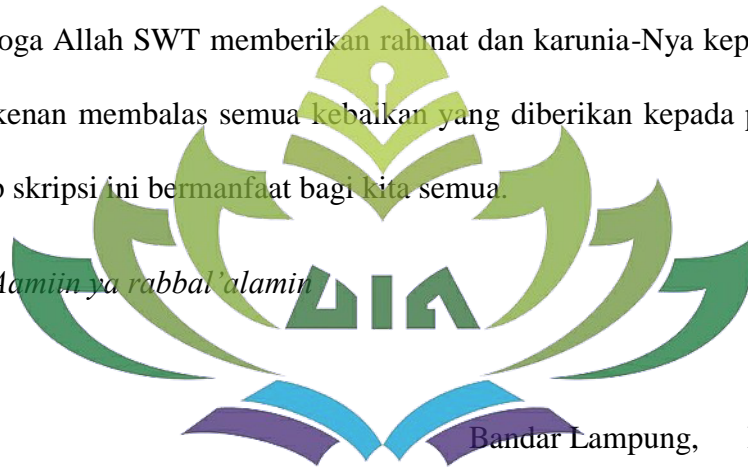 oga Allah SWT memberikan rahmat dan karunia-Nya kep
kenan membalas semua kebaikan yang diberikan kepada p
skripsi ini bermanfaat bagi kita semua.
Aamiin ya rabbal’alamin
UIN
Bandar Lampung,